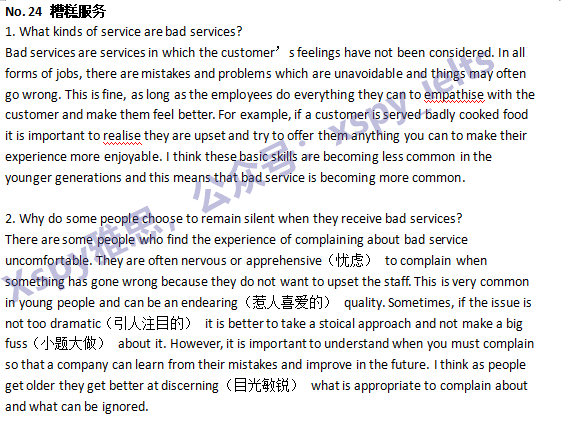 No. 24 糟糕服务
1. What kinds of service are bad services?
Bad services are services in which the customer’s feelings have not been considered. In all
forms of jobs, there are mistakes and problems which are unavoidable and things may often
go wrong. This is fine, as long as the employees do everything they can to empathise with the
customer and make them feel better. For example, if a customer is served badly cooked food
it is important to realise they are upset and try to offer them anything you can to make their
experience more enjoyable. I think these basic skills are becoming less common in the
younger generations and this means that bad service is becoming more common.
2. Why do some people choose to remain silent when they receive bad services?
There are some people who find the experience of complaining about bad service
uncomfortable. They are often nervous or apprehensive（忧虑） to complain when
something has gone wrong because they do not want to upset the staff. This is very common
in young people and can be an endearing（惹人喜爱的） quality. Sometimes, if the issue is
not too dramatic（引人注目的） it is better to take a stoical approach and not make a big
fuss（小题大做） about it. However, it is important to understand when you must complain
so that a company can learn from their mistakes and improve in the future. I think as people
get older they get better at discerning（目光敏锐） what is appropriate to complain about
and what can be ignored.
Xspy雅思，公众号：xspy_ielts